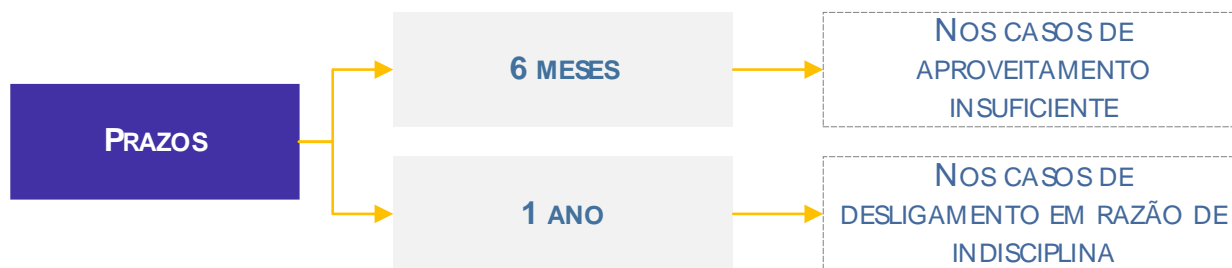 PRAZOS
6 MESES
NOS CASOS DE
APROVEITAMENTO
INSUFICIENTE
1 ANO
NOS CASOS DE
DESLIGAMENTO EM RAZÃO DE
INDISCIPLINA